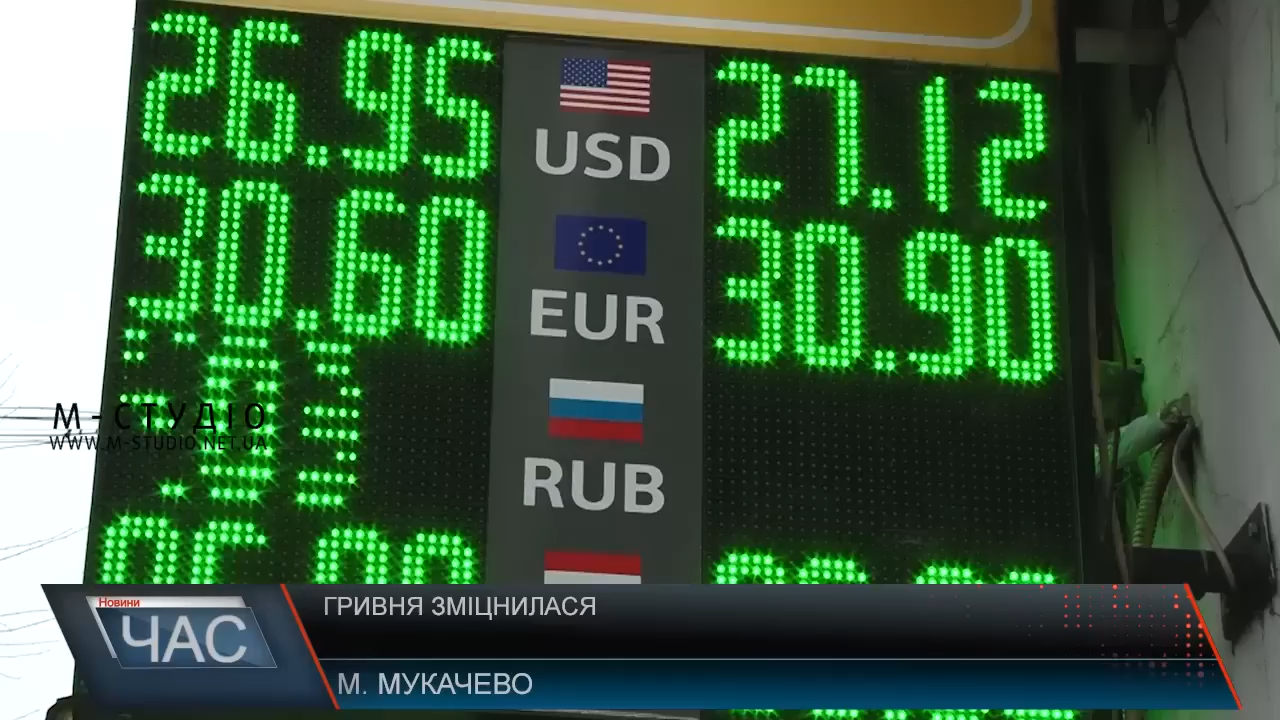 26.95 USD 27.12
30.60 EUR 30.90
RUB
М-СТУДІО
WWW.M-STUDIO.NET.UA
Новини
ЧАС
ГРИВНЯ ЗМІЦНИЛАСЯ
М. МУКАЧЕВО